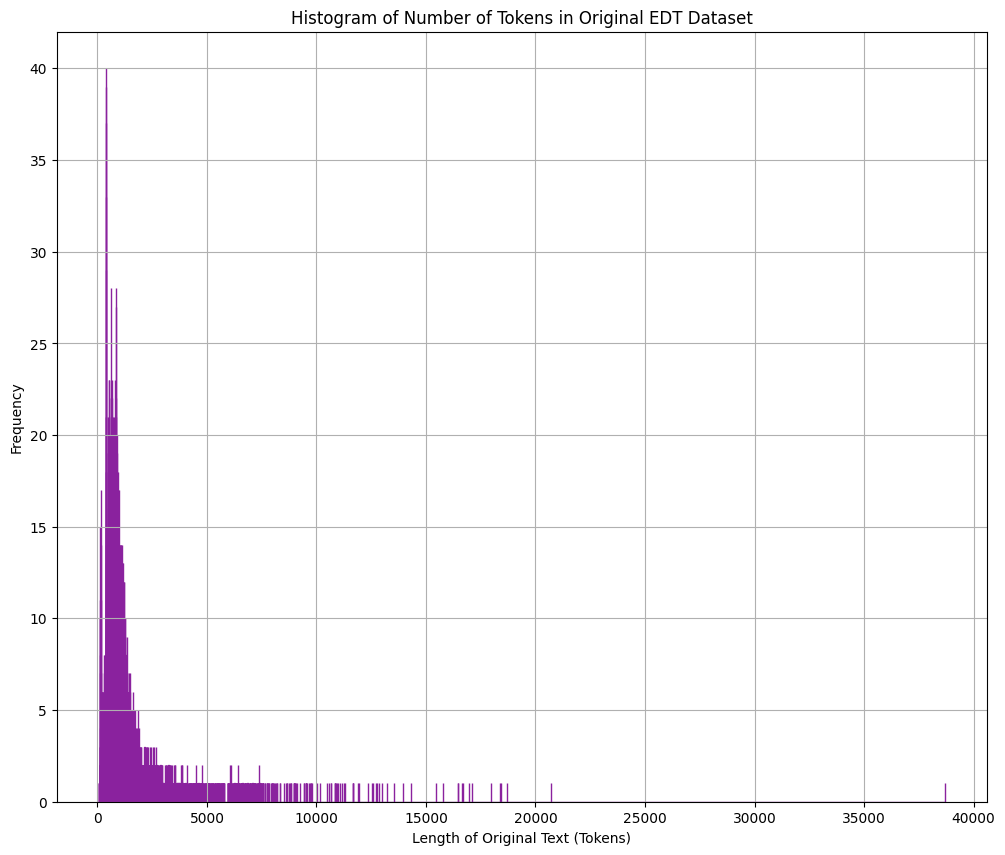 Histogram of Number of Tokens in Original EDT Dataset
Frequency
40
35
30
25
20
15
10
5
0
0 5000 10000 15000 20000 25000 30000 35000 40000
Length of Original Text (Tokens)